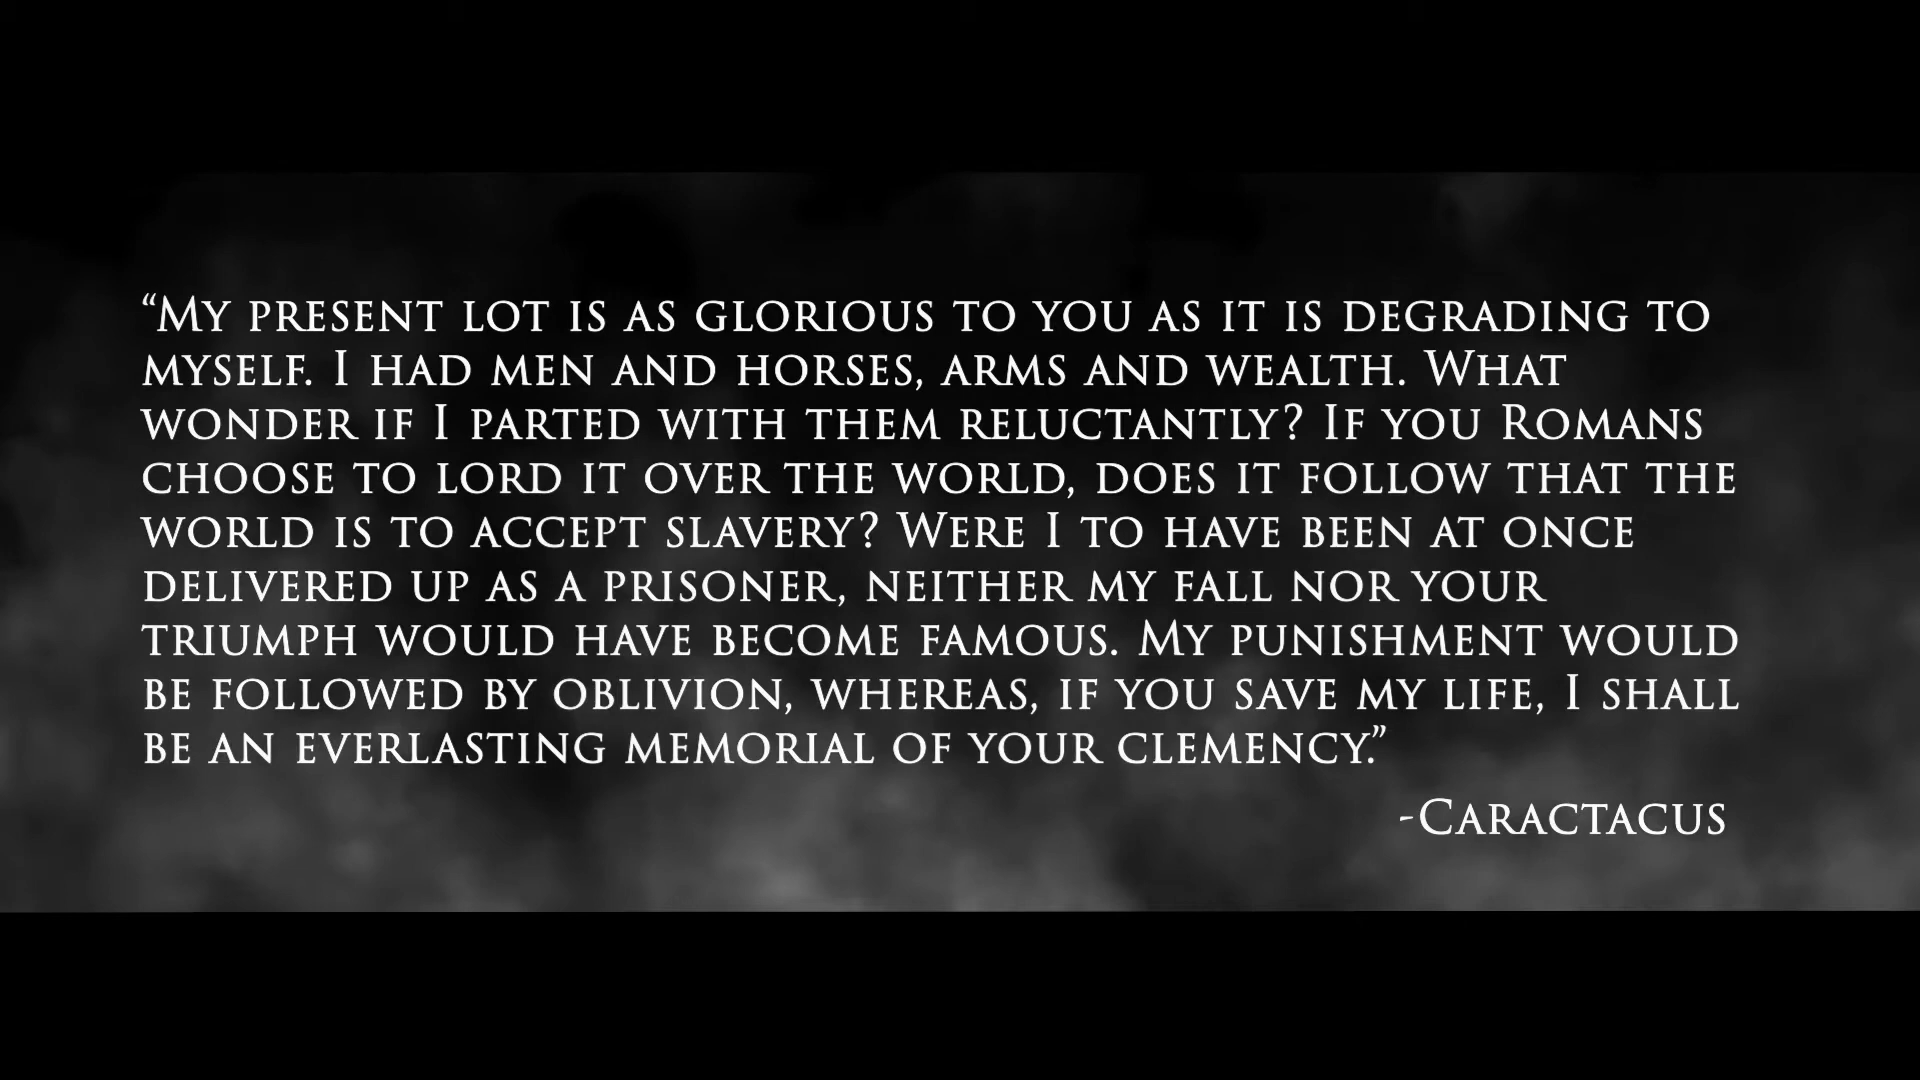 “My present lot is as glorious to you as it is degrading to
myself. I had men and horses, arms and wealth. What
wonder if I parted with them reluctantly? If you Romans
choose to lord it over the world, does it follow that the
world is to accept slavery? Were I to have been at once
delivered up as a prisoner, neither my fall nor your
triumph would have become famous. My punishment would
be followed by oblivion, whereas, if you save my life, I shall
be an everlasting memorial of your clemency.”
-Caractacus